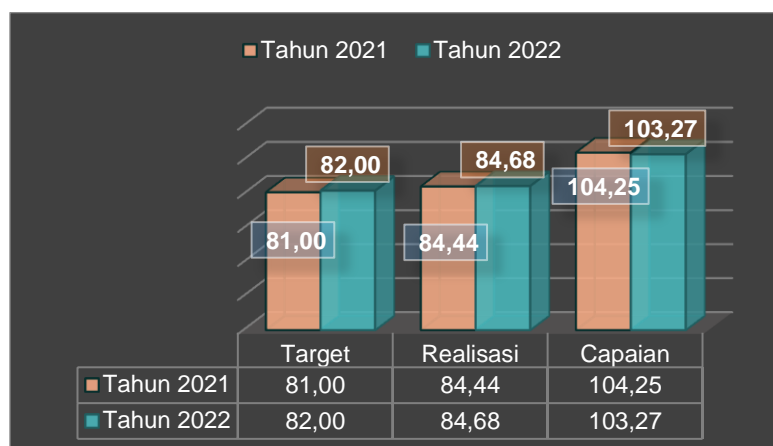 Tahun 2021 Tahun 2022
103,27
82,00 84,68
104,25
81,00 84,44
Target Realisasi Capaian
Tahun 2021 81,00 84,44 104,25
Tahun 2022 82,00 84,68 103,27